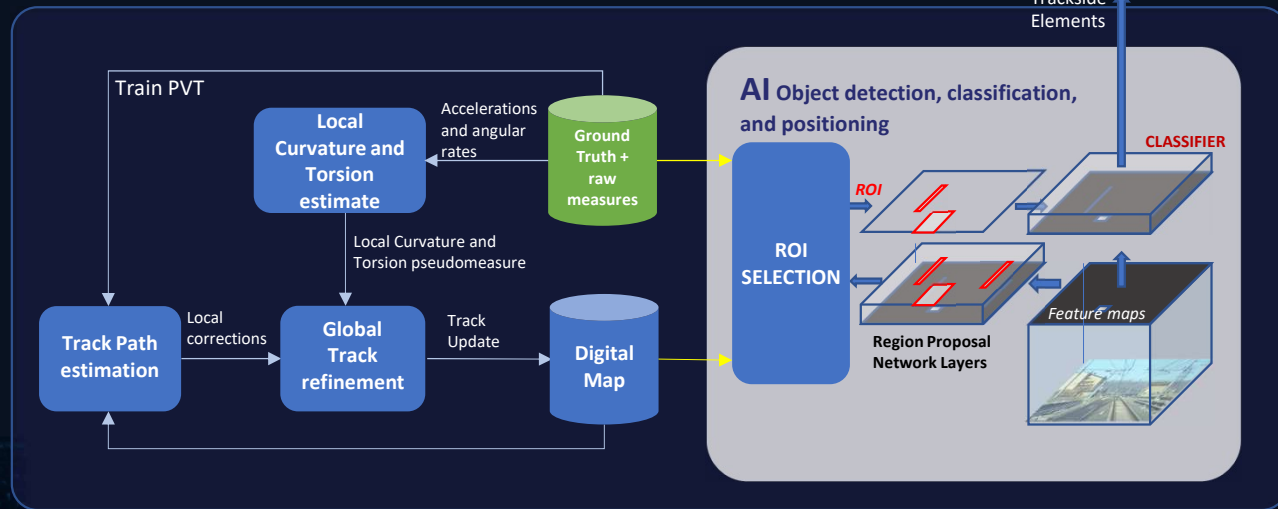 Trackside
Elements
Train PVT
Accelerations
and angular
rates
Local
Curvature and
Torsion
estimate
Ground
Truth +
raw
measures
Local Curvature and
Torsion pseudomeasure
Track Path
estimation
Local
corrections
Global
Track
refinement
Track
Update
Digital
Map
AI Object detection, classification,
and positioning
CLASSIFIER
ROI
ROI
SELECTION
Feature maps
Region Proposal
Network Layers